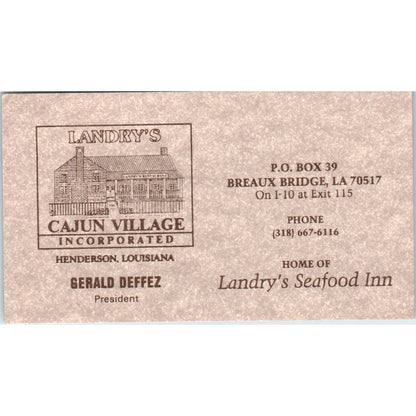 LANDRY'S
CAJUN VILLAGE
INCORPORATED
HENDERSON, LOUISIANA
GERALD DEFFEZ
President
P.O. BOX 39
BREAUX BRIDGE, LA 70517
On I-10 at Exit 115
PHONE
(318) 667-6116
HOME OF
Landry's Seafood Inn